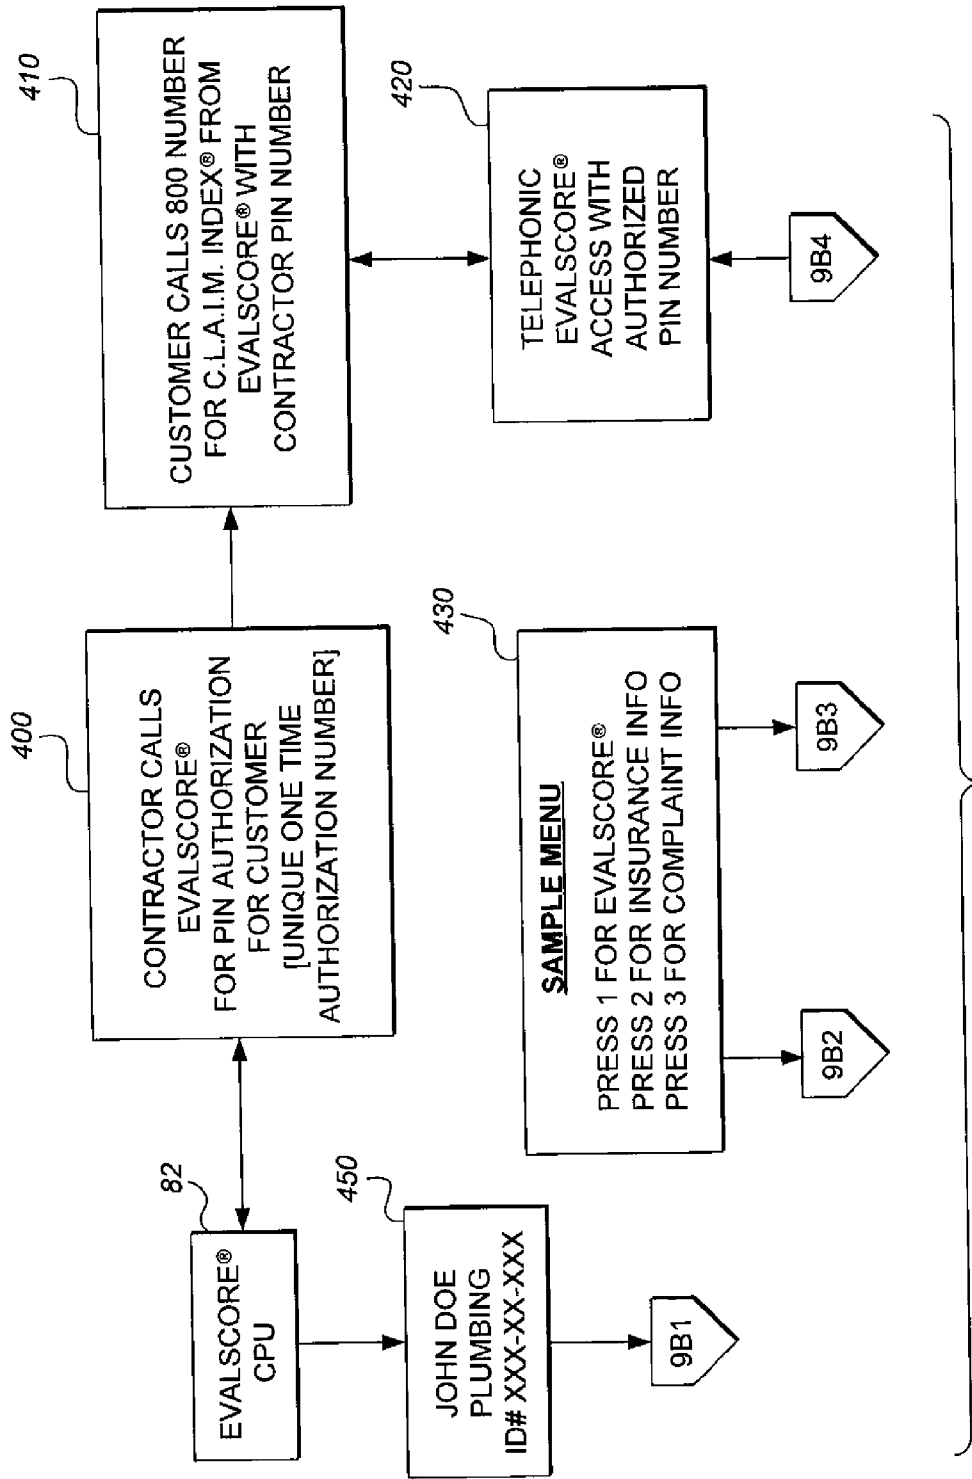 82
EVALSCORE®
CPU
400
CONTRACTOR CALLS
EVALSCORE®
FOR PIN AUTHORIZATION
FOR CUSTOMER
[UNIQUE ONE TIME
AUTHORIZATION NUMBER]
410
CUSTOMER CALLS 800 NUMBER
FOR C.L.A.I.M. INDEX® FROM
EVALSCORE® WITH
CONTRACTOR PIN NUMBER
450
JOHN DOE
PLUMBING
ID# XXX-XX-XXX
430
SAMPLE MENU
PRESS 1 FOR EVALSCORE®
PRESS 2 FOR INSURANCE INFO
PRESS 3 FOR COMPLAINT INFO
420
TELEPHONIC
EVALSCORE®
ACCESS WITH
AUTHORIZED
PIN NUMBER
9B1
9B2
9B3
9B4